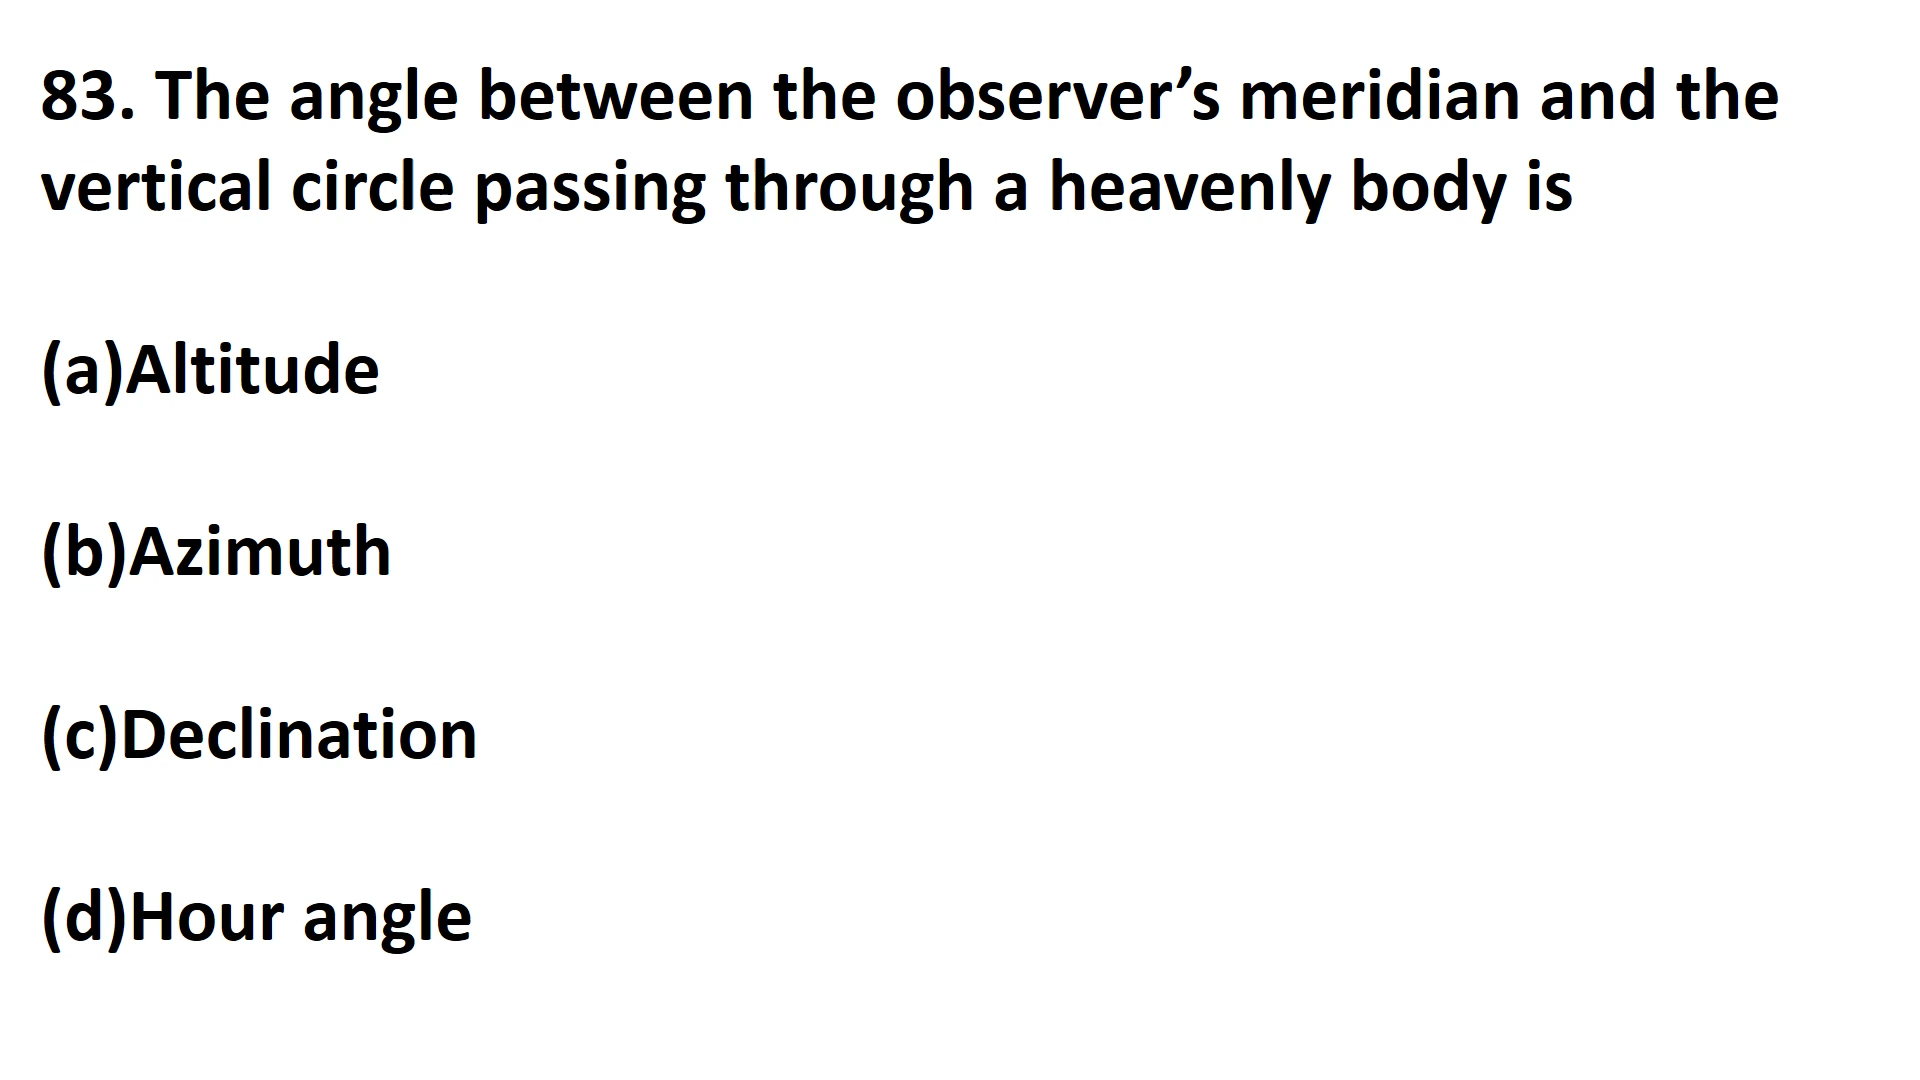 83. The angle between the observer’s meridian and the
vertical circle passing through a heavenly body is
(a)Altitude
(b)Azimuth
(c)Declination
(d)Hour angle